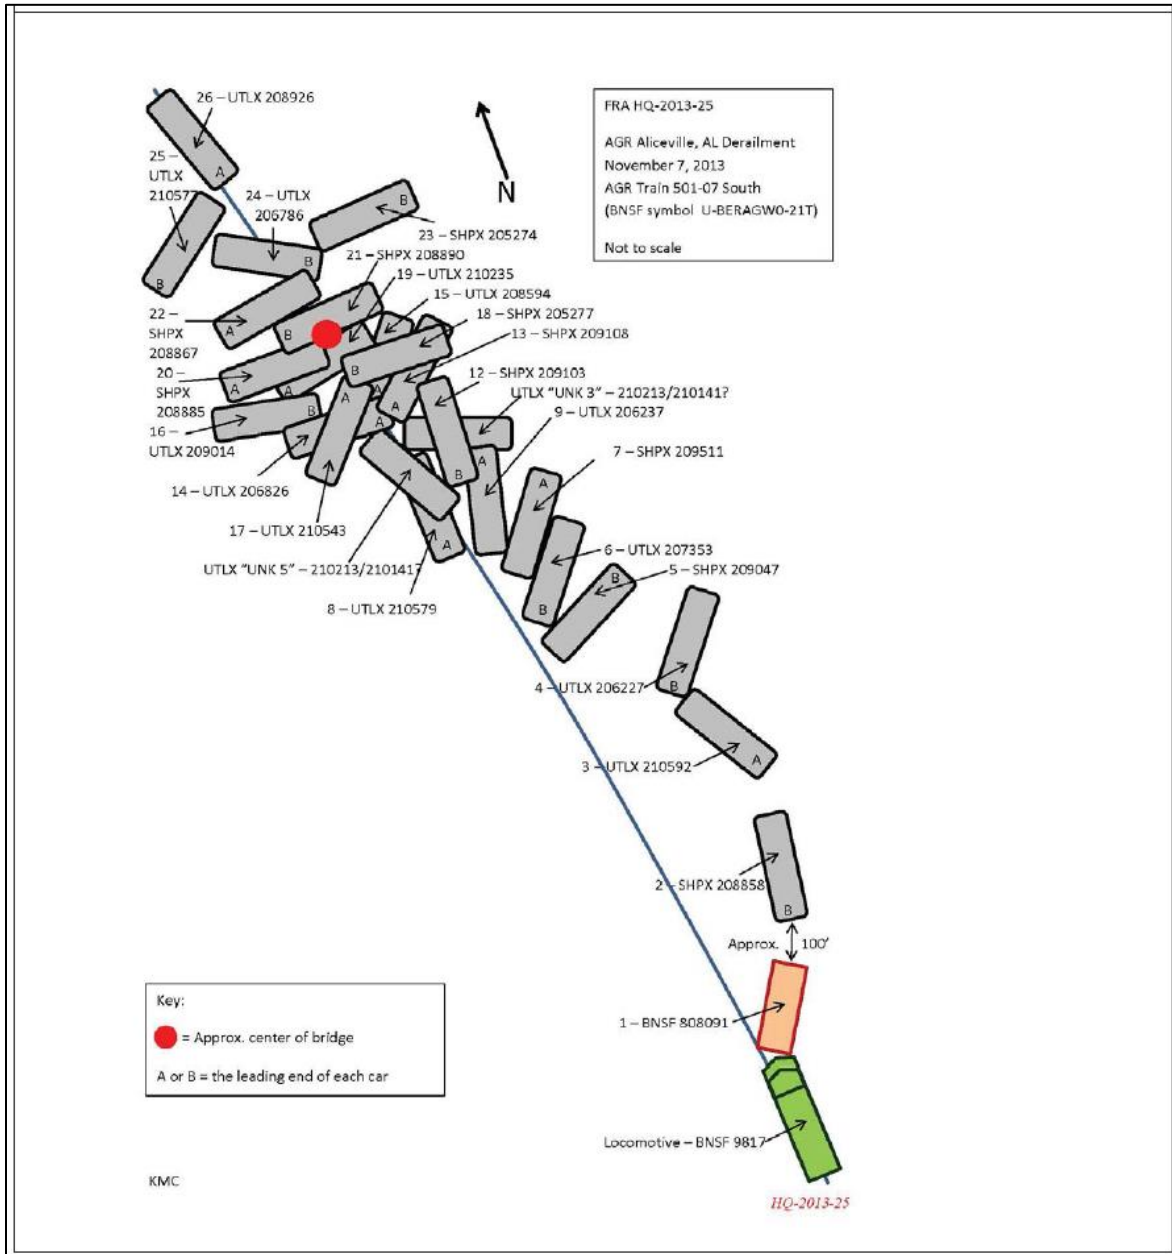 26 – UTLX 208926
25 –
UTLX
210577
24 – UTLX
206786
23 – SHPX 205274
21 – SHPX 208890
19 – UTLX 210235
15 – UTLX 208594
18 – SHPX 205277
13 – SHPX 209108
22 –
SHPX
208867
12 – SHPX 209103
20 –
SHPX
208885
UTLX "UNK 3" – 210213/210141?
9 – UTLX 206237
16 –
UTLX 209014
7 – SHPX 209511
14 – UTLX 206826
17 – UTLX 210543
6 – UTLX 207353
5 – SHPX 209047
UTLX "UNK 5" – 210213/210141?
8 – UTLX 210579
4 – UTLX 206227
3 – UTLX 210592
2 – SHPX 208858
Approx. 100'
1 – BNSF 808091
Locomotive – BNSF 9817
N
FRA HQ-2013-25
AGR Aliceville, AL Derailment
November 7, 2013
AGR Train 501-07 South
(BNSF symbol U-BERAGW0-21T)
Not to scale
A
B
B
B
A
B
A
A
B
A
B
A
A
A
A
B
A
A
A
B
B
B
A
B
Key:
= Approx. center of bridge
A or B = the leading end of each car
KMC
HQ-2013-25